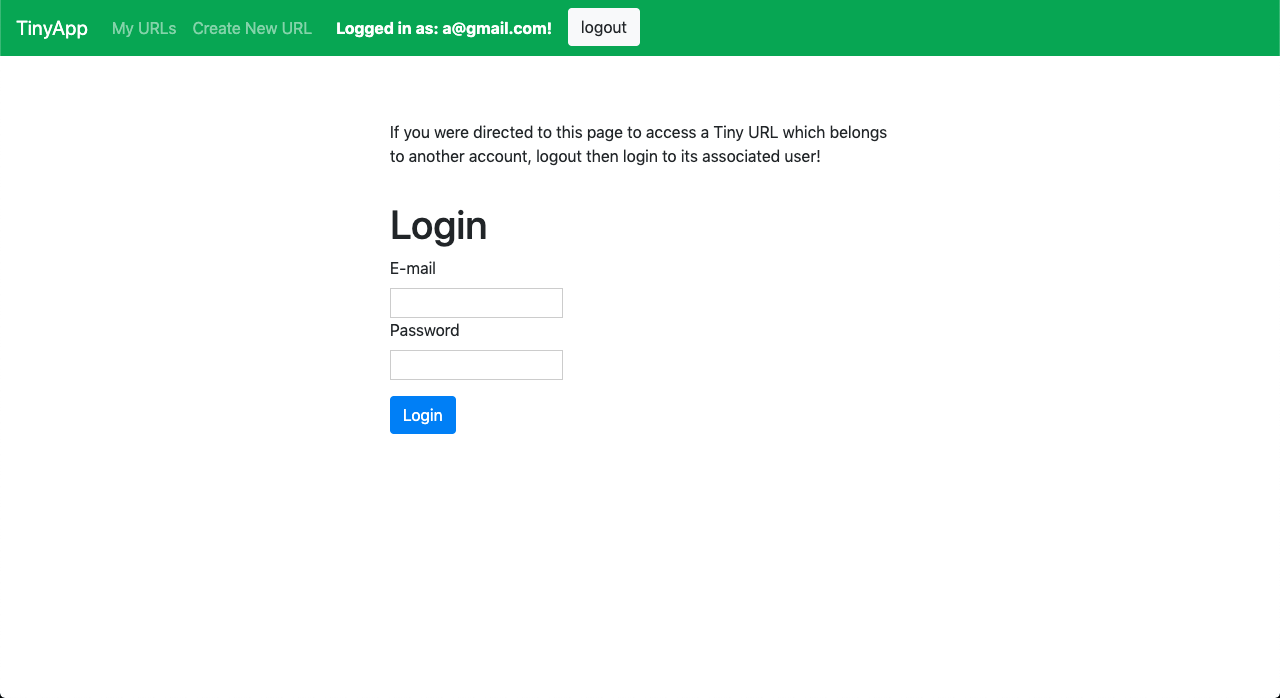 TinyApp My URLs Create New URL Logged in as: a@gmail.com! logout
If you were directed to this page to access a Tiny URL which belongs
to another account, logout then login to its associated user!
Login
E-mail
Password
Login